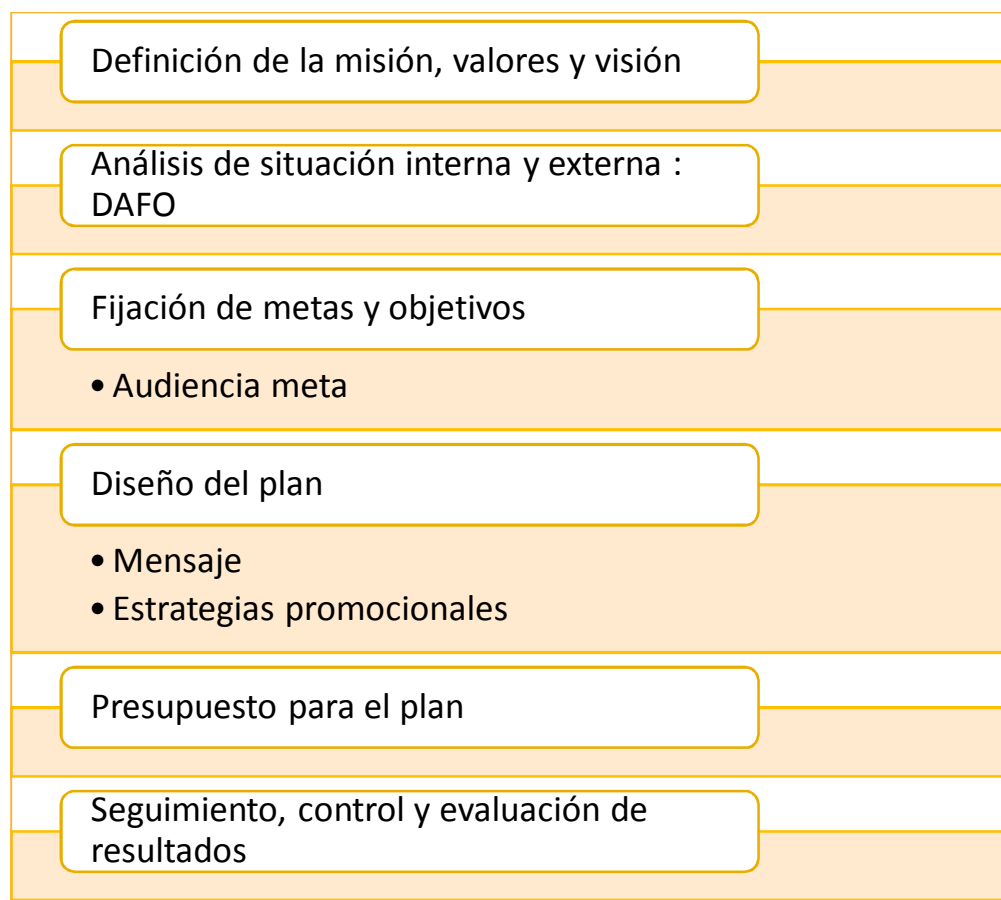 Definición de la misión, valores y visión
Análisis de situación interna y externa :
DAFO
Fijación de metas y objetivos
• Audiencia meta
Diseño del plan
• Mensaje
• Estrategias promocionales
Presupuesto para el plan
Seguimiento, control y evaluación de
resultados